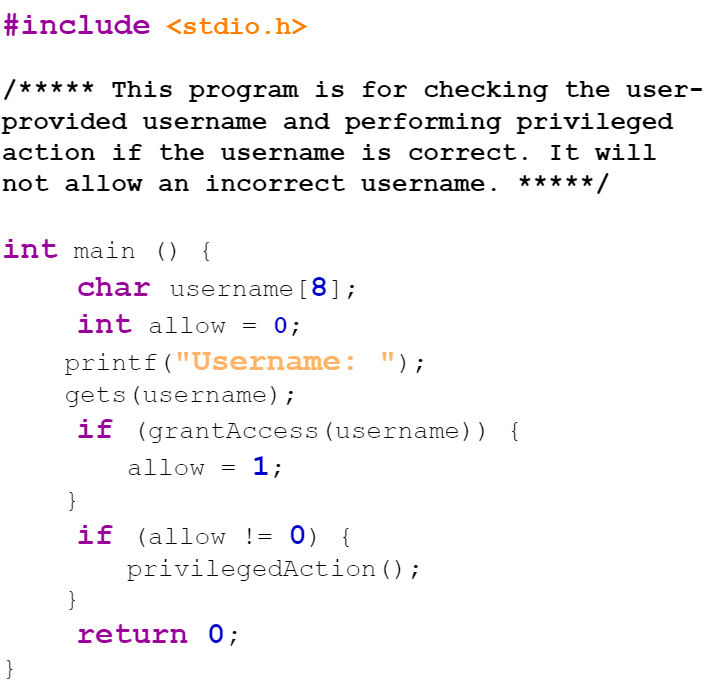 #include <stdio.h>
/***** This program is for checking the user-
provided username and performing privileged
action if the username is correct. It will
not allow an incorrect username. *****/
int main () {
char username[8];
int allow = 0;
printf("Username: ");
gets(username);
if (grantAccess(username)) {
allow = 1;
}
if (allow != 0) {
privilegedAction();
}
return 0;
}